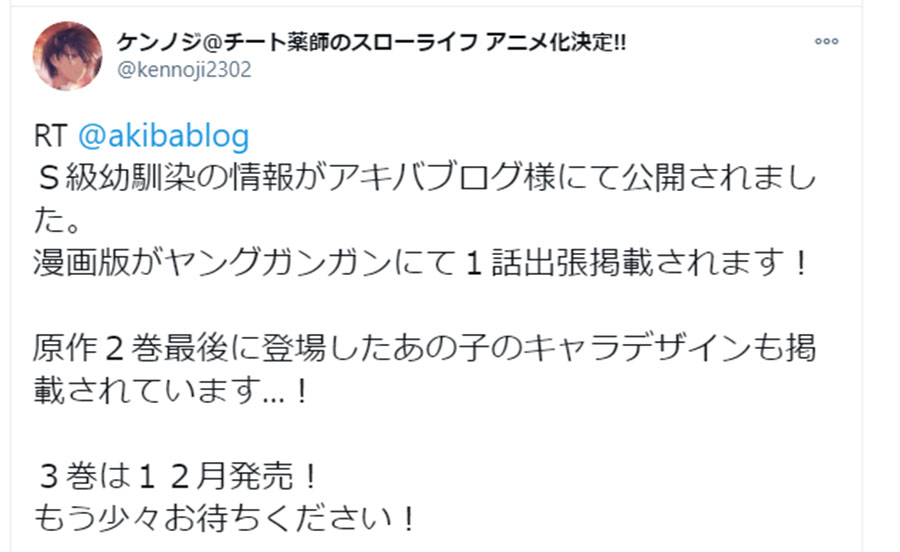 ケンノジ@チート薬師のスローライフ アニメ化決定!!
@kennoji2302
RT @akibablog
Ｓ級幼馴染の情報がアキバブログ様にて公開されまし
た。
漫画版がヤングガンガンにて１話出張掲載されます！
原作２巻最後に登場したあの子のキャラデザインも掲
載されています…！
３巻は１２月発売！
もう少々お待ちください！